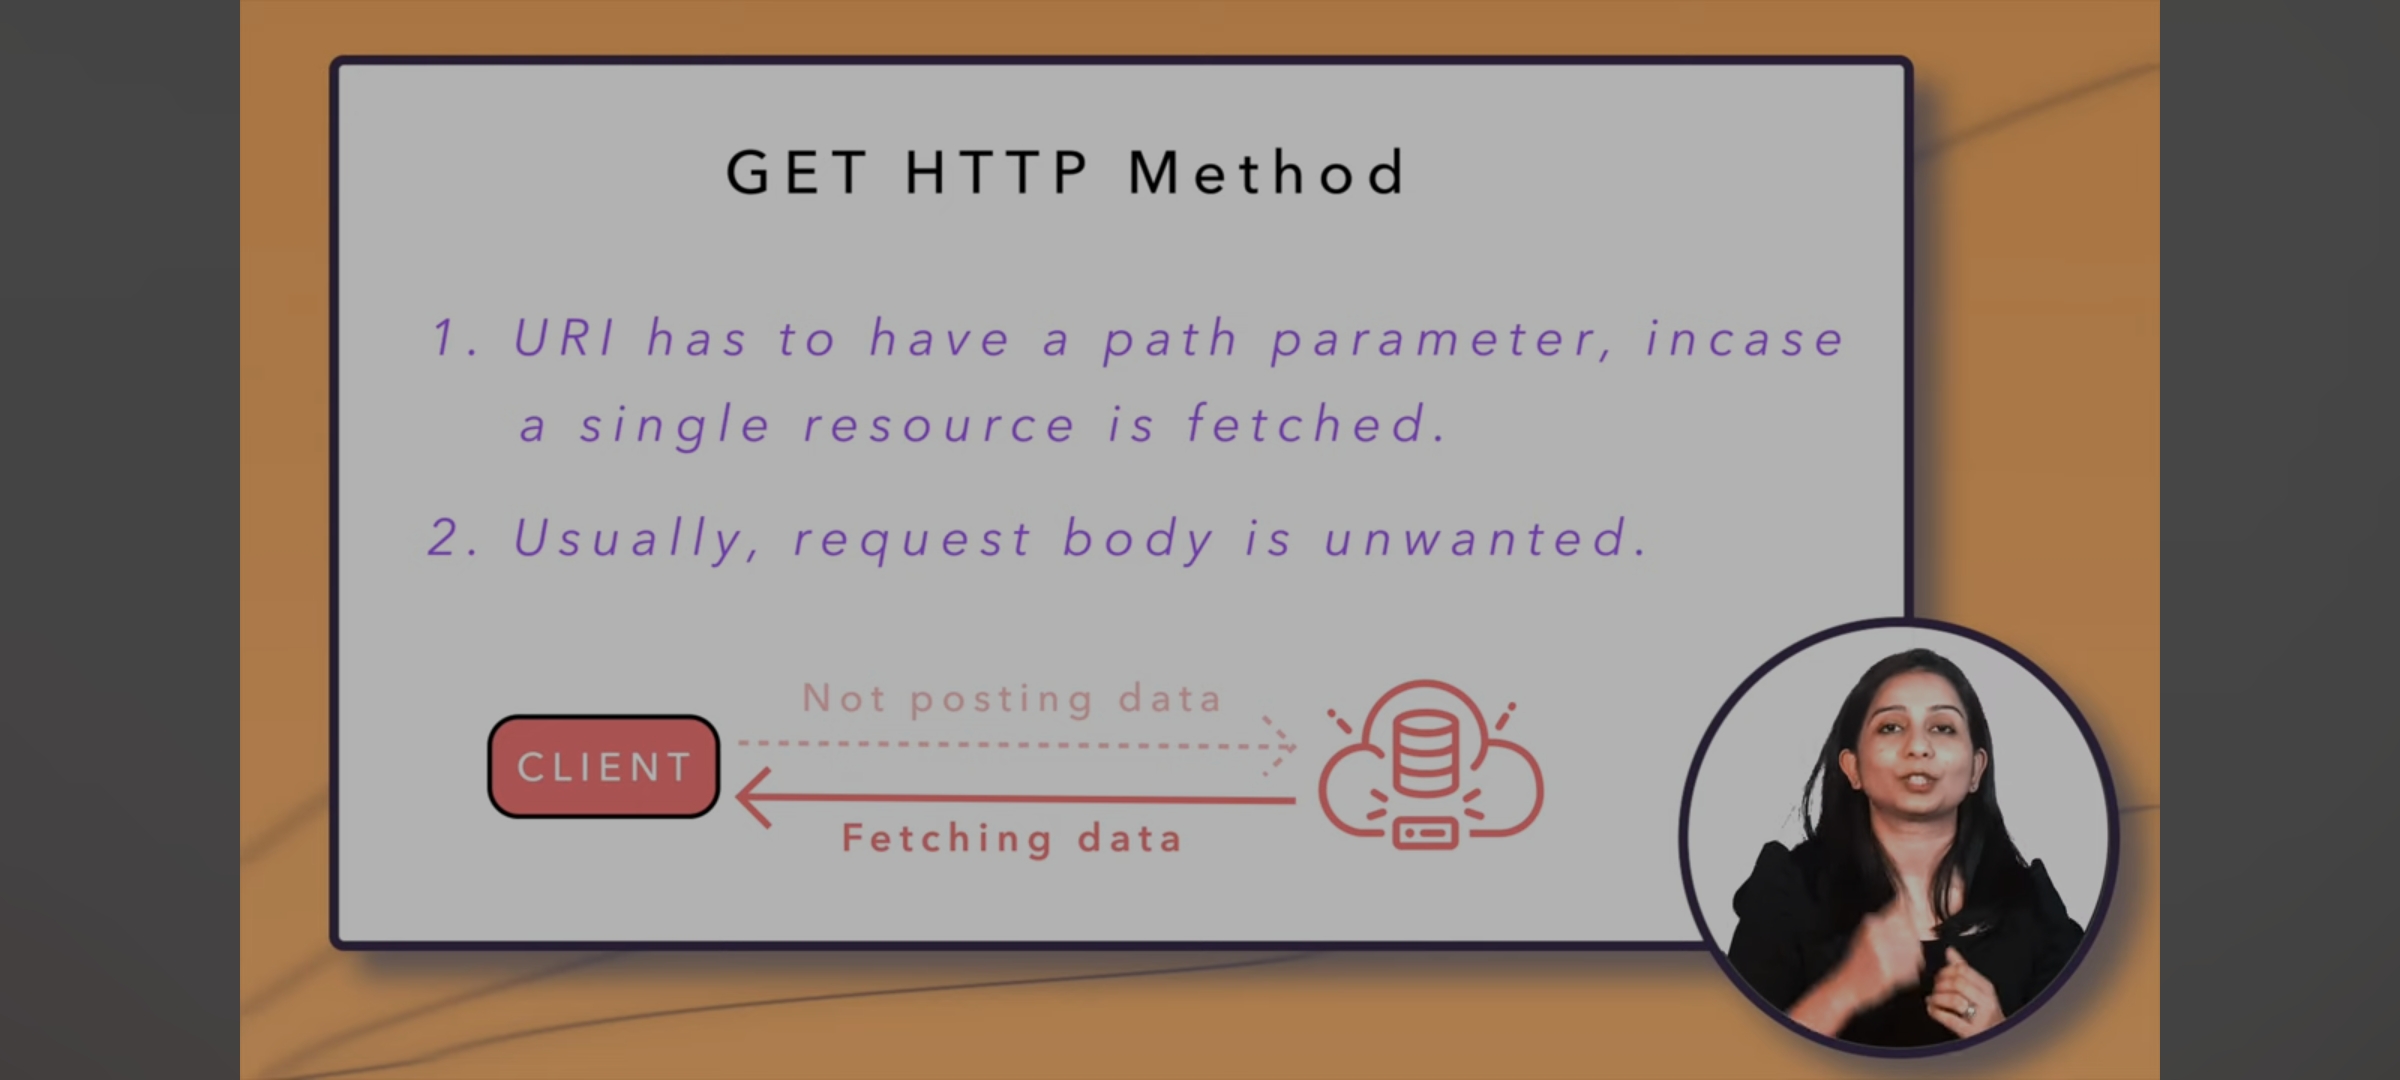 GET HTTP Method
1. URI has to have a path parameter, incase
a single resource is fetched.
2. Usually, request body is unwanted.
Not posting data
CLIENT
Fetching data